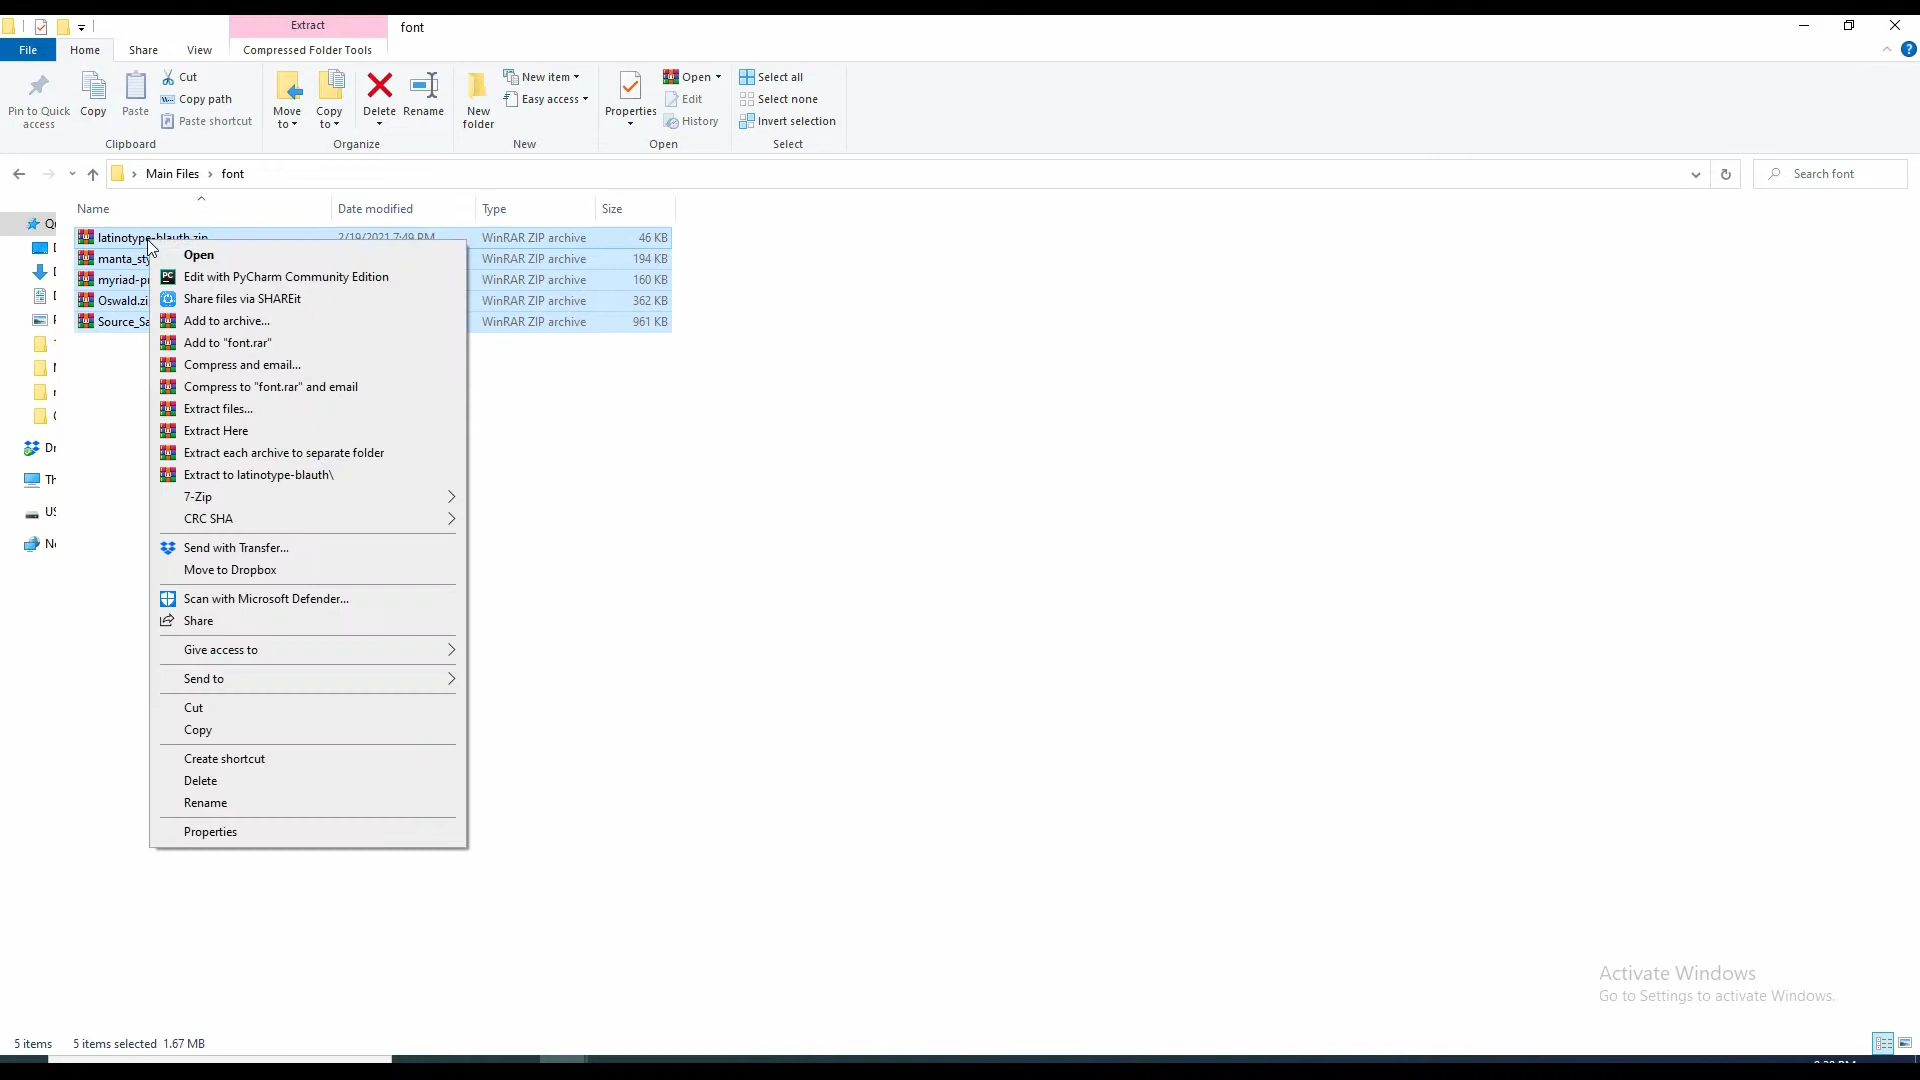 Extract
font
File
Home
Share
View
Compressed Folder Tools
Pin to Quick access
Copy
Paste
Cut
Copy path
Paste shortcut
Clipboard
Move to
Copy to
Delete
Rename
Organize
New folder
New item
Easy access
New
Properties
Open
Edit
History
Open
Select all
Select none
Invert selection
Select
Main Files
font
Search font
Name
Date modified
Type
Size
latinotype-blauth.zip
2/19/2021 7:49 PM
WinRAR ZIP archive
46 KB
WinRAR ZIP archive
194 KB
WinRAR ZIP archive
160 KB
WinRAR ZIP archive
362 KB
WinRAR ZIP archive
961 KB
Open
Edit with PyCharm Community Edition
Share files via SHAREit
Add to archive...
Add to "font.rar"
Compress and email...
Compress to "font.rar" and email
Extract files...
Extract Here
Extract each archive to separate folder
Extract to latinotype-blauth\
7-Zip
CRC SHA
Send with Transfer...
Move to Dropbox
Scan with Microsoft Defender...
Share
Give access to
Send to
Cut
Copy
Create shortcut
Delete
Rename
Properties
Activate Windows
Go to Settings to activate Windows.
5 items
5 items selected 1.67 MB